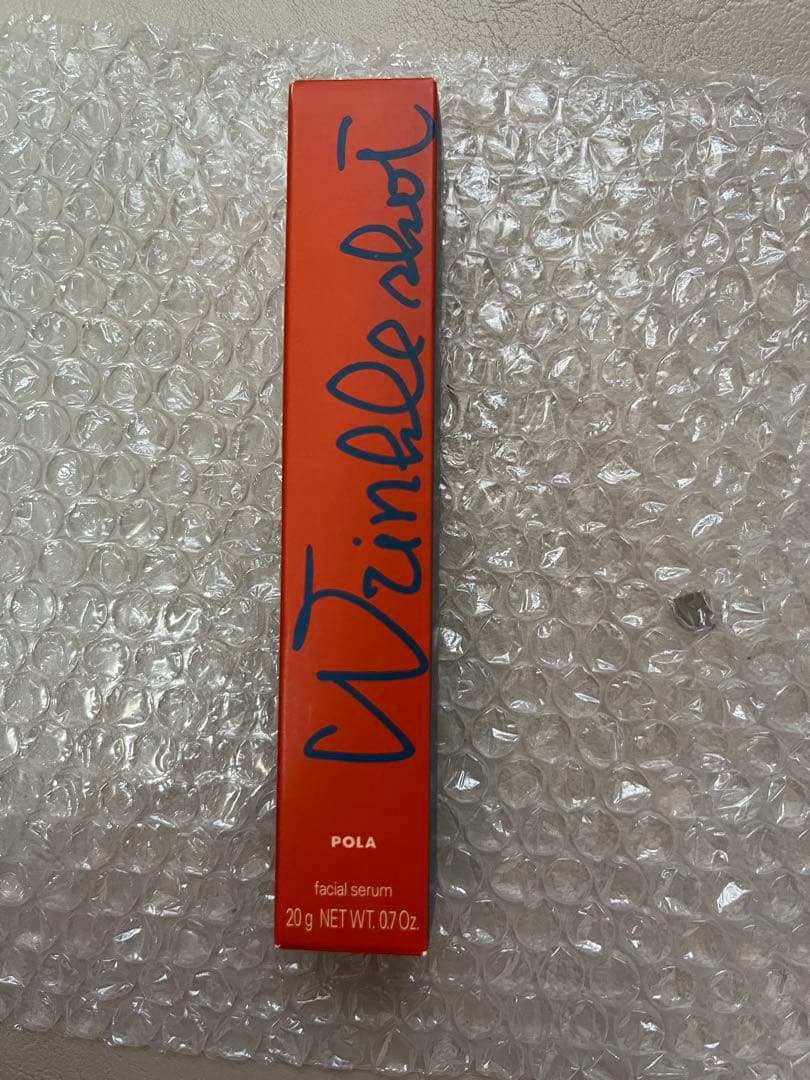 Wrinkle shot
POLA
facial serum
20 g NET WT. 0.7 Oz.